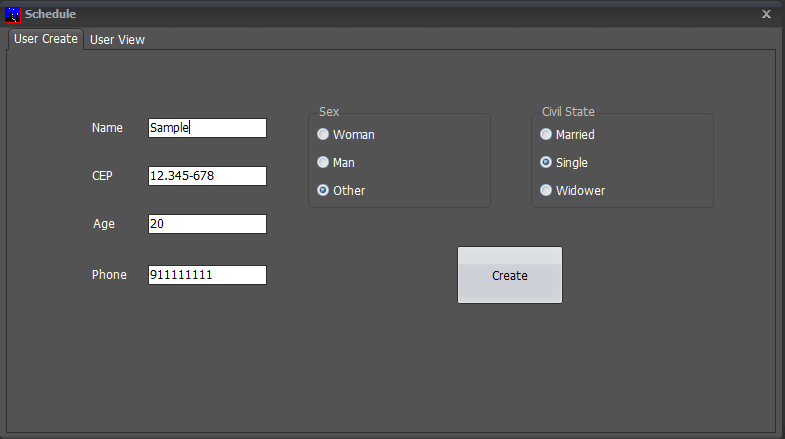 Schedule
User Create
User View
Name
Sample
CEP
12.345-678
Age
20
Phone
911111111
Sex
Woman
Man
Other
Civil State
Married
Single
Widower
Create